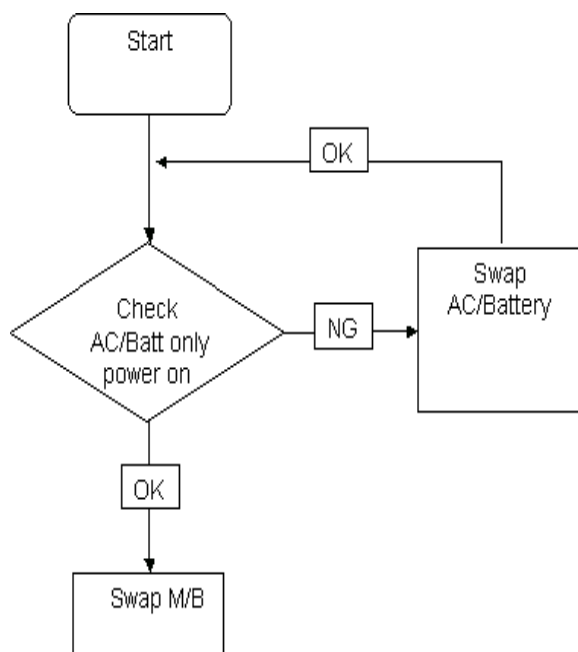 Start
OK
Swap
AC/Battery
Check
AC/Batt only
power on
NG
OK
Swap M/B